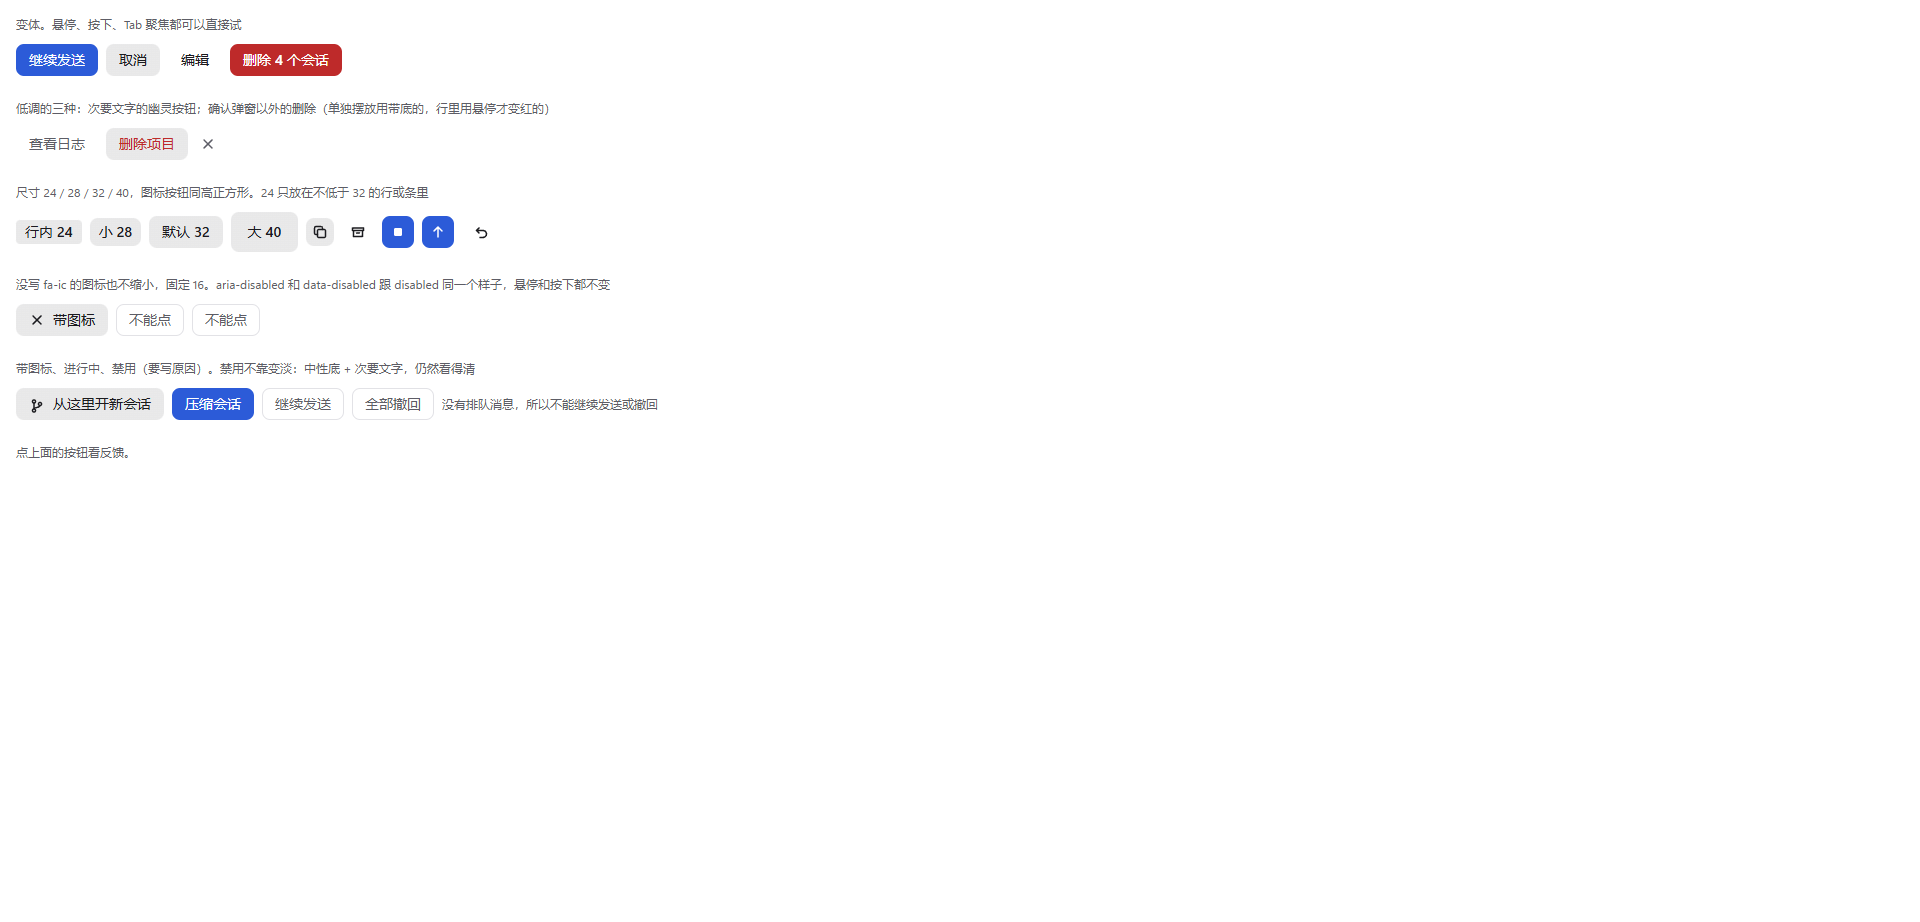 变体。悬停、按下、Tab 聚焦都可以直接试
继续发送 取消 编辑 删除 4 个会话
低调的三种：次要文字的幽灵按钮；确认弹窗以外的删除（单独摆放用带底的，行里用悬停才变红的）
查看日志 删除项目
尺寸 24 / 28 / 32 / 40，图标按钮同高正方形。24 只放在不低于 32 的行或条里
行内 24 小 28 默认 32 大 40
没写 fa-ic 的图标也不缩小，固定 16。aria-disabled 和 data-disabled 跟 disabled 同一个样子，悬停和按下都不变
带图标 不能点 不能点
带图标、进行中、禁用（要写原因）。禁用不靠变淡：中性底 + 次要文字，仍然看得清
从这里开新会话 压缩会话 继续发送 全部撤回 没有排队消息，所以不能继续发送或撤回
点上面的按钮看反馈。